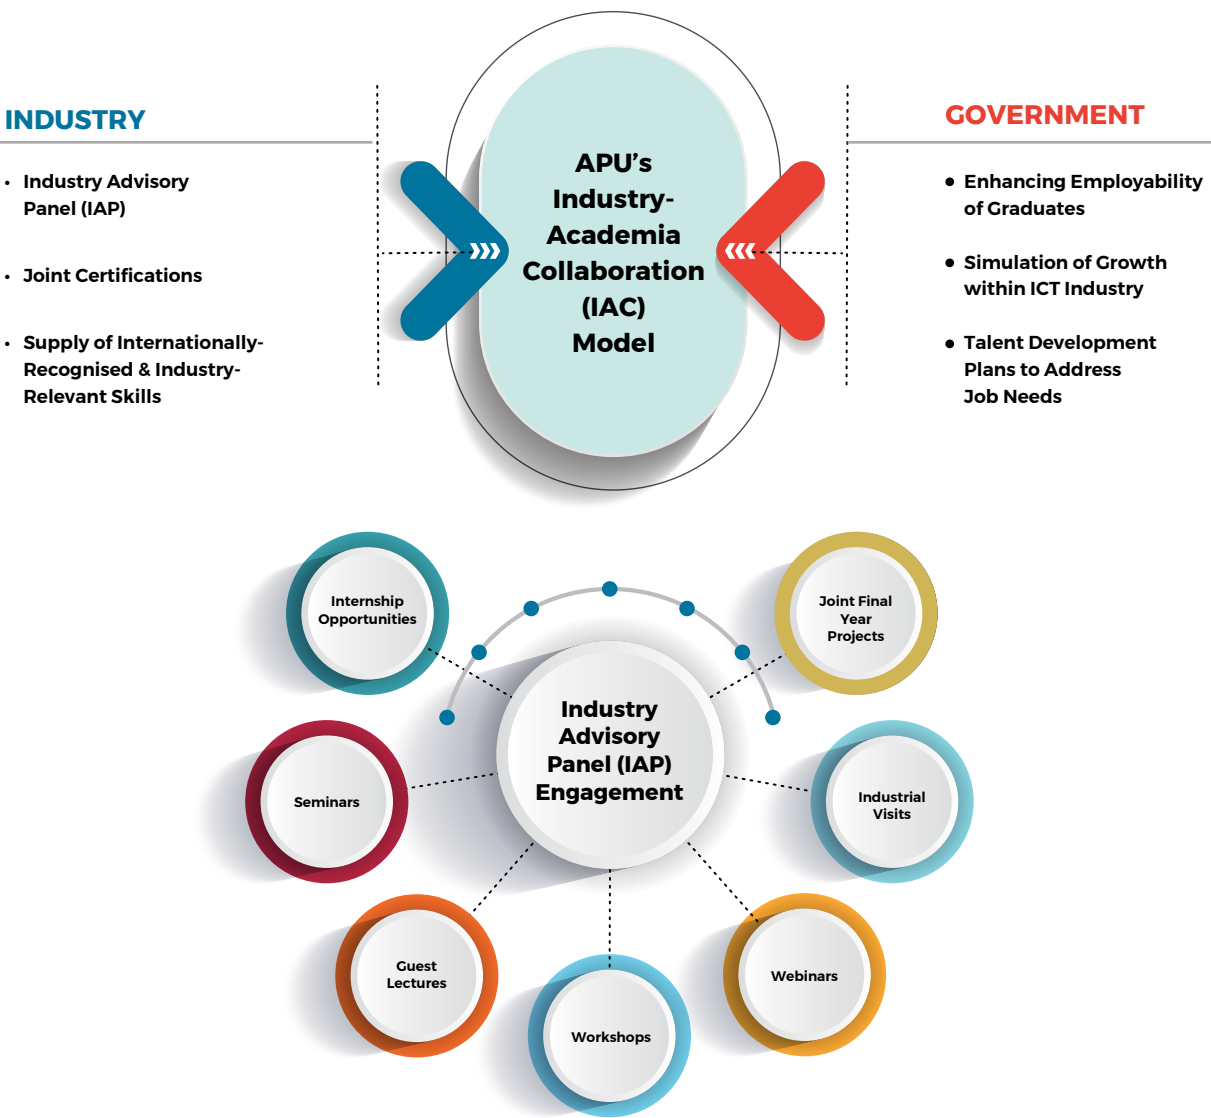 INDUSTRY
• Industry Advisory
Panel (IAP)
• Joint Certifications
• Supply of Internationally-
Recognised & Industry-
Relevant Skills
APU's
Industry-
Academia
Collaboration
(IAC)
Model
GOVERNMENT
• Enhancing Employability
of Graduates
• Simulation of Growth
within ICT Industry
• Talent Development
Plans to Address
Job Needs
Internship
Opportunities
Joint Final
Year
Projects
Industry
Advisory
Panel (IAP)
Engagement
Seminars
Industrial
Visits
Guest
Lectures
Webinars
Workshops